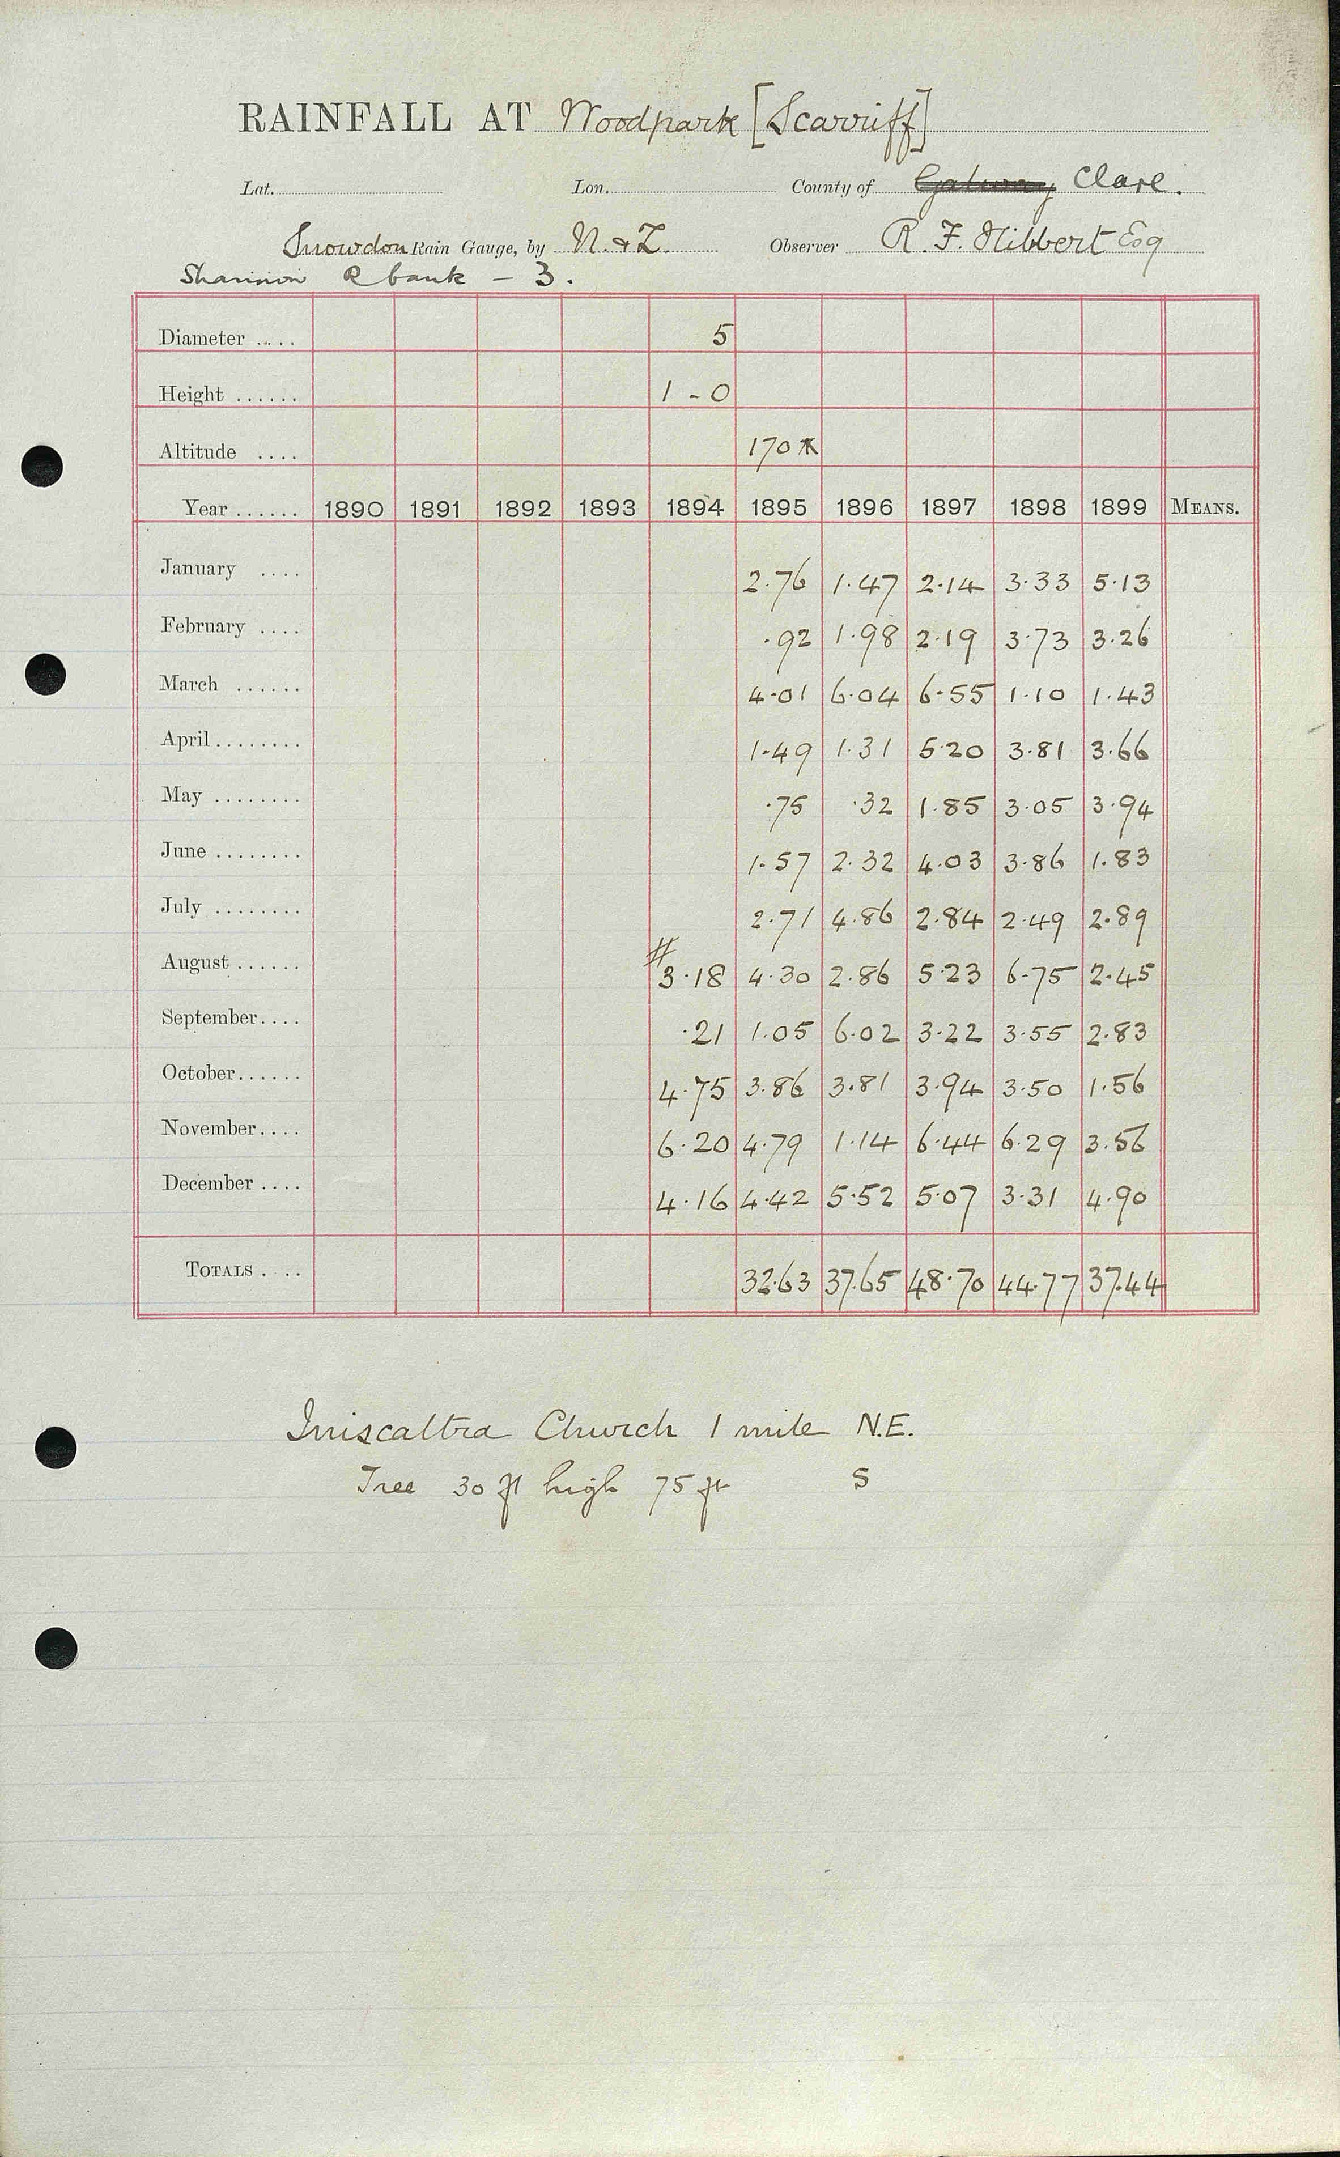 RAINFALL AT Woodpark [Scarriff]
Lat. Lon. County of Galway Clare.
Snowdon Rain Gauge, by N. & Z. Observer R. F. Hibbert Esq
Shannon R bank - 3.
Diameter ..... 5
Height ...... 1 - 0
Altitude .... 170
Year ...... 1890 1891 1892 1893 1894 1895 1896 1897 1898 1899 MEANS.
January .... 2.76 1.47 2.14 3.33 5.13
February .... .92 1.98 2.19 3.73 3.26
March ...... 4.01 6.04 6.55 1.10 1.43
April ........ 1.49 1.31 5.20 3.81 3.66
May ........ .75 .32 1.85 3.05 3.94
June ........ 1.57 2.32 4.03 3.86 1.83
July ........ 2.71 4.86 2.84 2.49 2.89
August ...... # 3.18 4.30 2.86 5.23 6.75 2.45
September .... .21 1.05 6.02 3.22 3.55 2.83
October ...... 4.75 3.86 3.81 3.94 3.50 1.56
November .... 6.20 4.79 1.14 6.44 6.29 3.56
December .... 4.16 4.42 5.52 5.07 3.31 4.90
TOTALS .... 32.63 37.65 48.70 44.77 37.44
Iniscaltra Church 1 mile N.E.
Tree 30 ft high 75 ft S